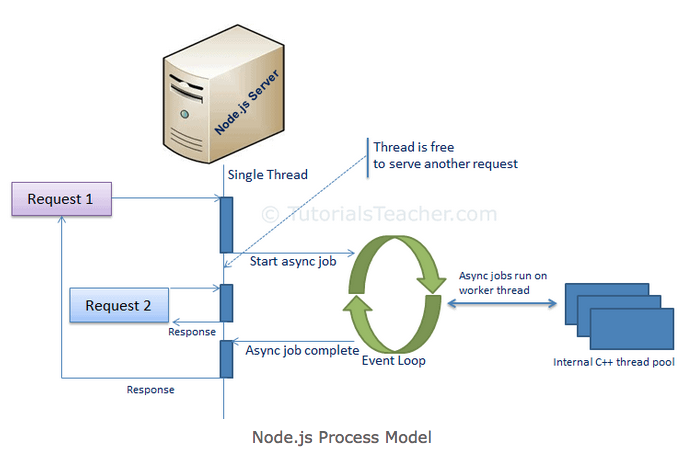 Node.js Server
Thread is free
to serve another request
Single Thread
Request 1
© TutorialsTeacher.com
Start async job
Async jobs run on
worker thread
Request 2
Response
Async job complete
Event Loop
Internal C++ thread pool
Response
Node.js Process Model